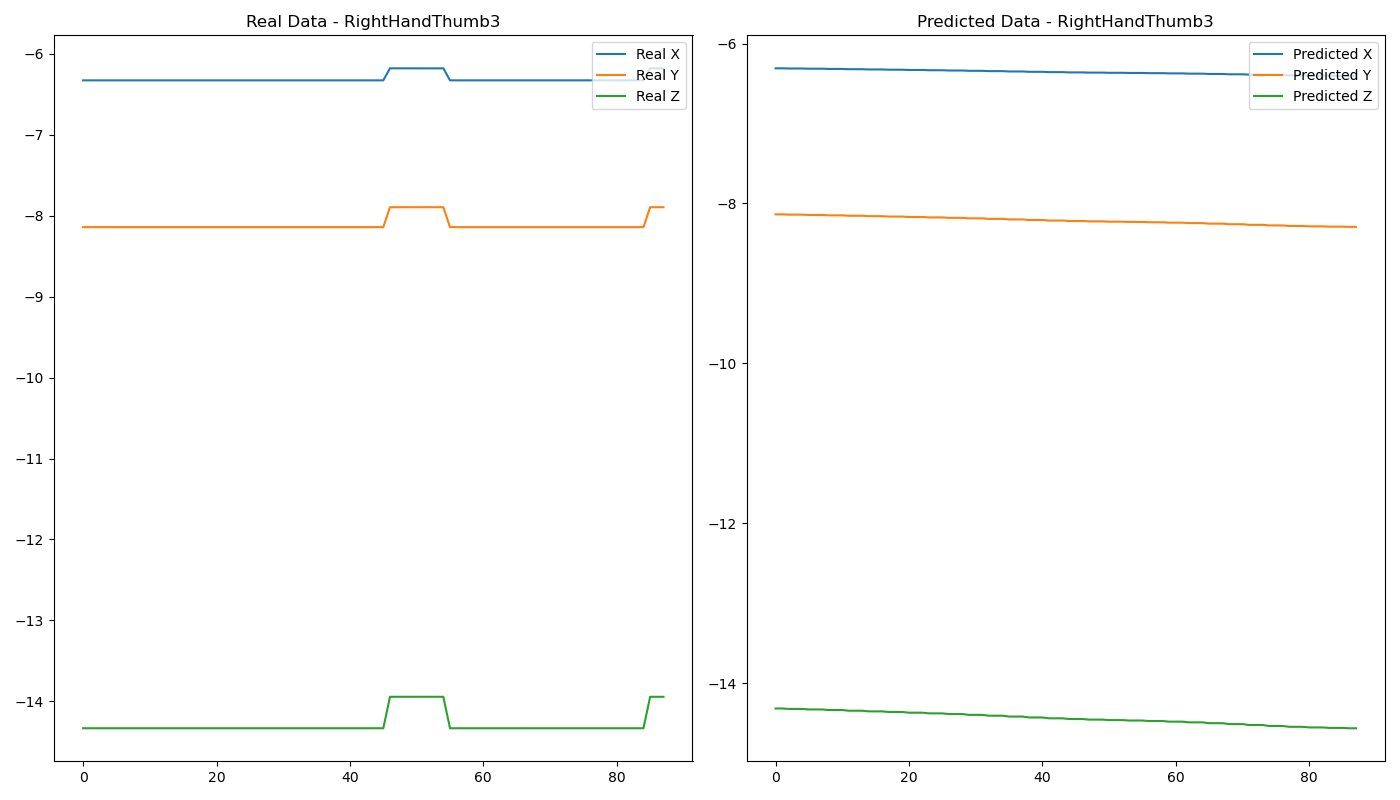 Real Data - RightHandThumb3
Real X
Real Y
Real Z
−6
−7
−8
−9
−10
−11
−12
−13
−14
0 20 40 60 80
Predicted Data - RightHandThumb3
Predicted X
Predicted Y
Predicted Z
−6
−8
−10
−12
−14
0 20 40 60 80